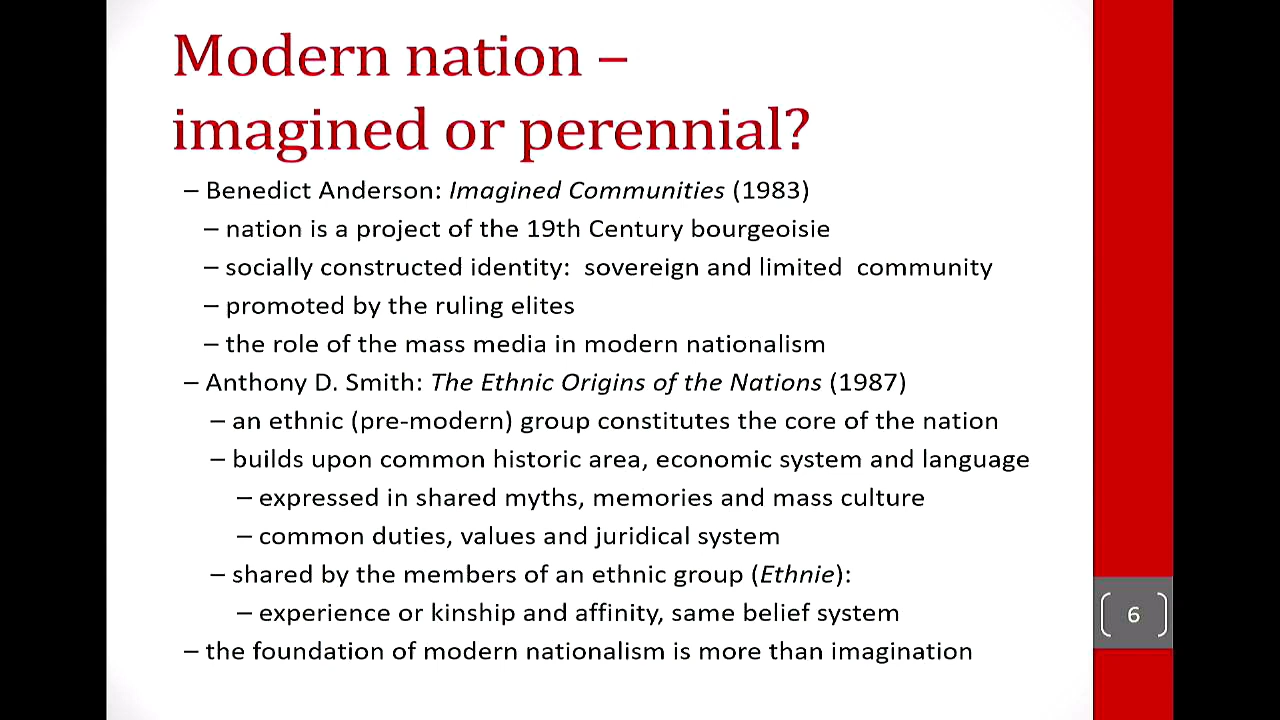 Modern nation –
imagined or perennial?
– Benedict Anderson: Imagined Communities (1983)
– nation is a project of the 19th Century bourgeoisie
– socially constructed identity:  sovereign and limited  community
– promoted by the ruling elites
– the role of the mass media in modern nationalism
– Anthony D. Smith: The Ethnic Origins of the Nations (1987)
– an ethnic (pre-modern) group constitutes the core of the nation
– builds upon common historic area, economic system and language
– expressed in shared myths, memories and mass culture
– common duties, values and juridical system
– shared by the members of an ethnic group (Ethnie):
– experience or kinship and affinity, same belief system
– the foundation of modern nationalism is more than imagination
6